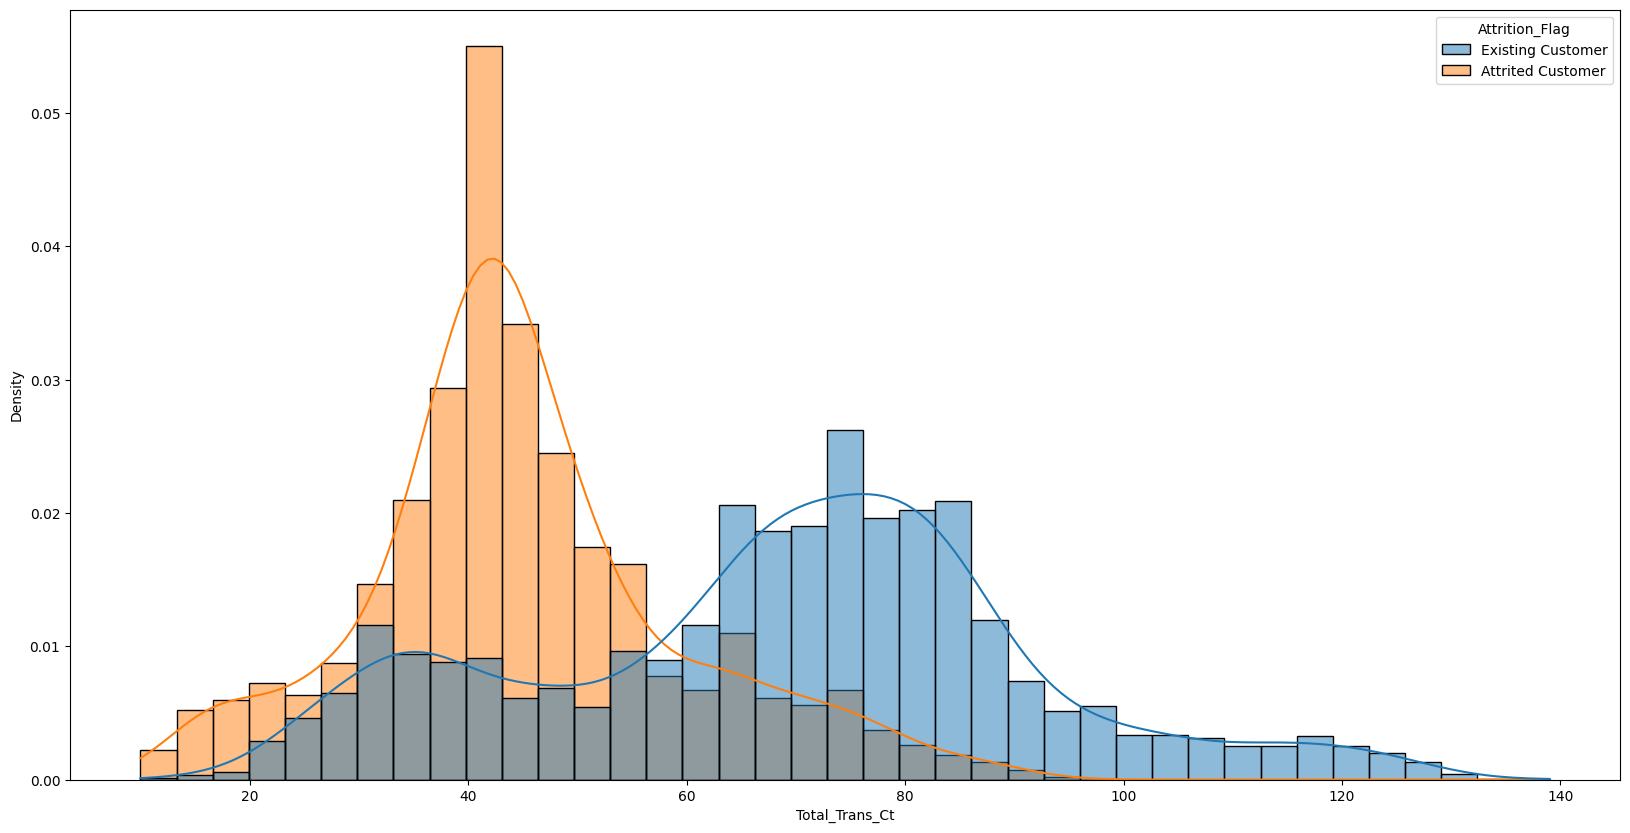 Attrition_Flag
Existing Customer
Attrited Customer
Density
0.05
0.04
0.03
0.02
0.01
0.00
20 40 60 80 100 120 140
Total_Trans_Ct